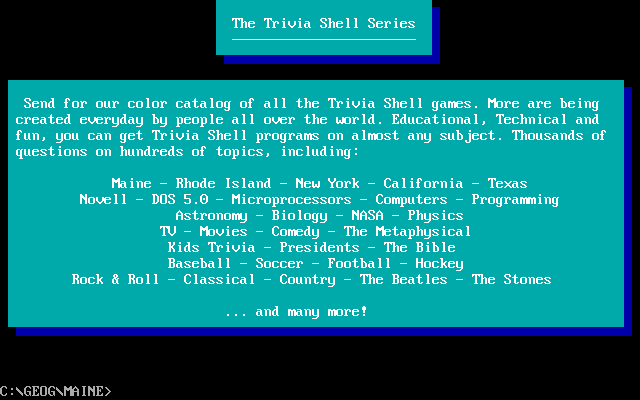 The Trivia Shell Series
Send for our color catalog of all the Trivia Shell games. More are being
created everyday by people all over the world. Educational, Technical and
fun, you can get Trivia Shell programs on almost any subject. Thousands of
questions on hundreds of topics, including:
Maine - Rhode Island - New York - California - Texas
Novell - DOS 5.0 - Microprocessors - Computers - Programming
Astronomy - Biology - NASA - Physics
TV - Movies - Comedy - The Metaphysical
Kids Trivia - Presidents - The Bible
Baseball - Soccer - Football - Hockey
Rock & Roll - Classical - Country - The Beatles - The Stones
... and many more!
C:\GEOG\MAINE>